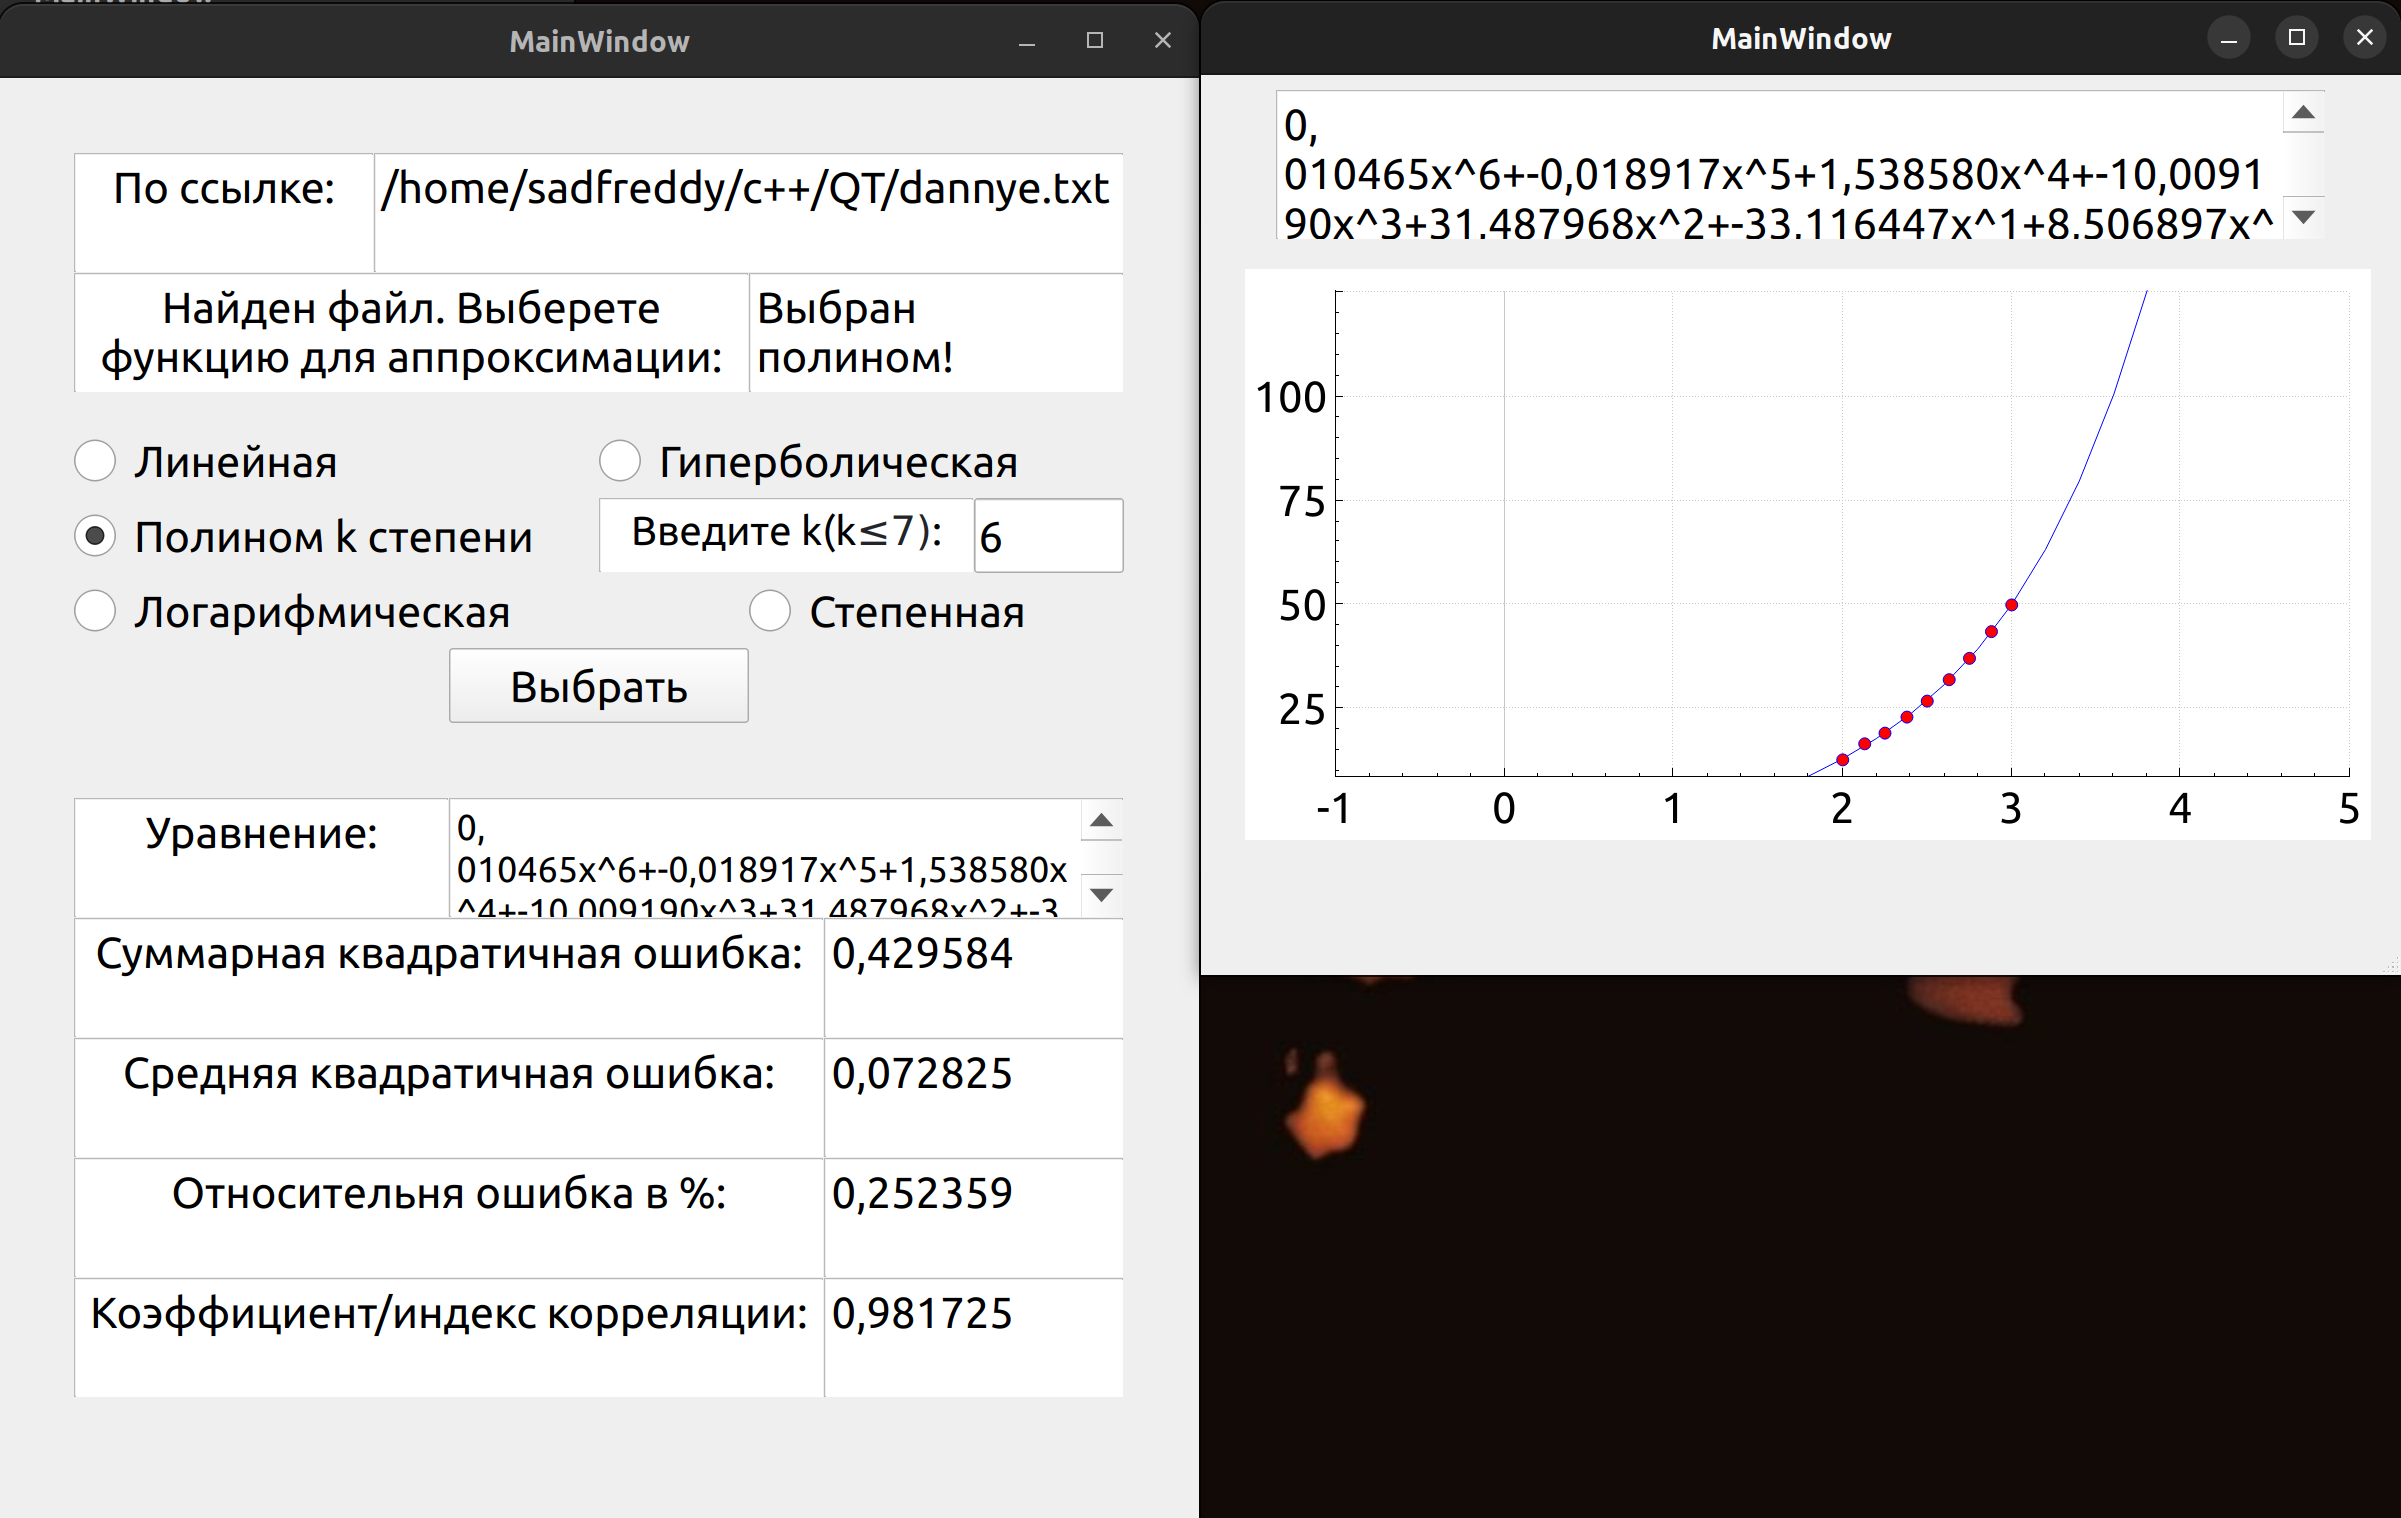 MainWindow
По ссылке:
/home/sadfreddy/c++/QT/dannye.txt
Найден файл. Выберете
функцию для аппроксимации:
Выбран
полином!
Линейная
Гиперболическая
Полином k степени
Введите k(k≤7):
6
Логарифмическая
Степенная
Выбрать
Уравнение:
0,
010465x^6+-0,018917x^5+1,538580x
^4+-10,009190x^3+31,487968x^2+-3
Суммарная квадратичная ошибка:
0,429584
Средняя квадратичная ошибка:
0,072825
Относительня ошибка в %:
0,252359
Коэффициент/индекс корреляции:
0,981725
MainWindow
0,
010465x^6+-0,018917x^5+1,538580x^4+-10,0091
90x^3+31,487968x^2+-33,116447x^1+8,506897x^
100
75
50
25
-1 0 1 2 3 4 5